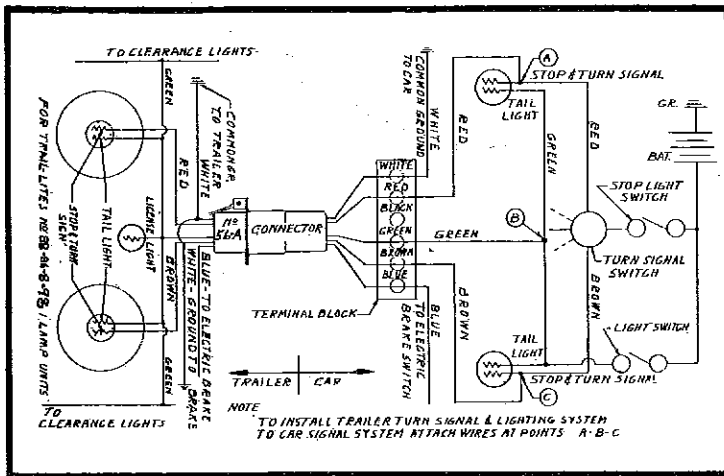 TO CLEARANCE LIGHTS
GREEN
COMMON GR.
TO TRAILER
WHITE
RED
FOR TRAIL-LITES
LAMP UNITS
STOP & TURN
SIGN
TAIL LIGHT
LICENSE LIGHT
BROWN
GREEN
TO
CLEARANCE LIGHTS
WHITE-GROUND TO
BRAKE
BLUE-TO ELECTRIC BRAKE
Nº
56-A
CONNECTOR
TRAILER
CAR
TERMINAL BLOCK
WHITE
RED
BLACK
GREEN
BROWN
BLUE
COMMON GROUND
TO CAR
WHITE
RED
GREEN
BROWN
BLUE
TO ELECTRIC
BRAKE SWITCH
A
STOP & TURN SIGNAL
TAIL
LIGHT
GREEN
RED
B
GR.
BAT.
STOP LIGHT
SWITCH
TURN SIGNAL
SWITCH
BROWN
LIGHT SWITCH
TAIL
LIGHT
STOP & TURN SIGNAL
C
NOTE
TO INSTALL TRAILER TURN SIGNAL & LIGHTING SYSTEM
TO CAR SIGNAL SYSTEM ATTACH WIRES AT POINTS A-B-C